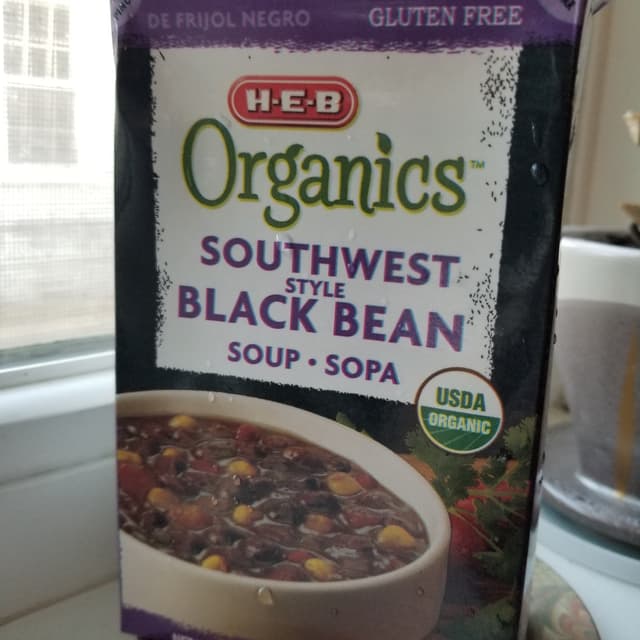 DE FRIJOL NEGRO
GLUTEN FREE
H-E-B
Organics™
SOUTHWEST
STYLE
BLACK BEAN
SOUP • SOPA
USDA
ORGANIC